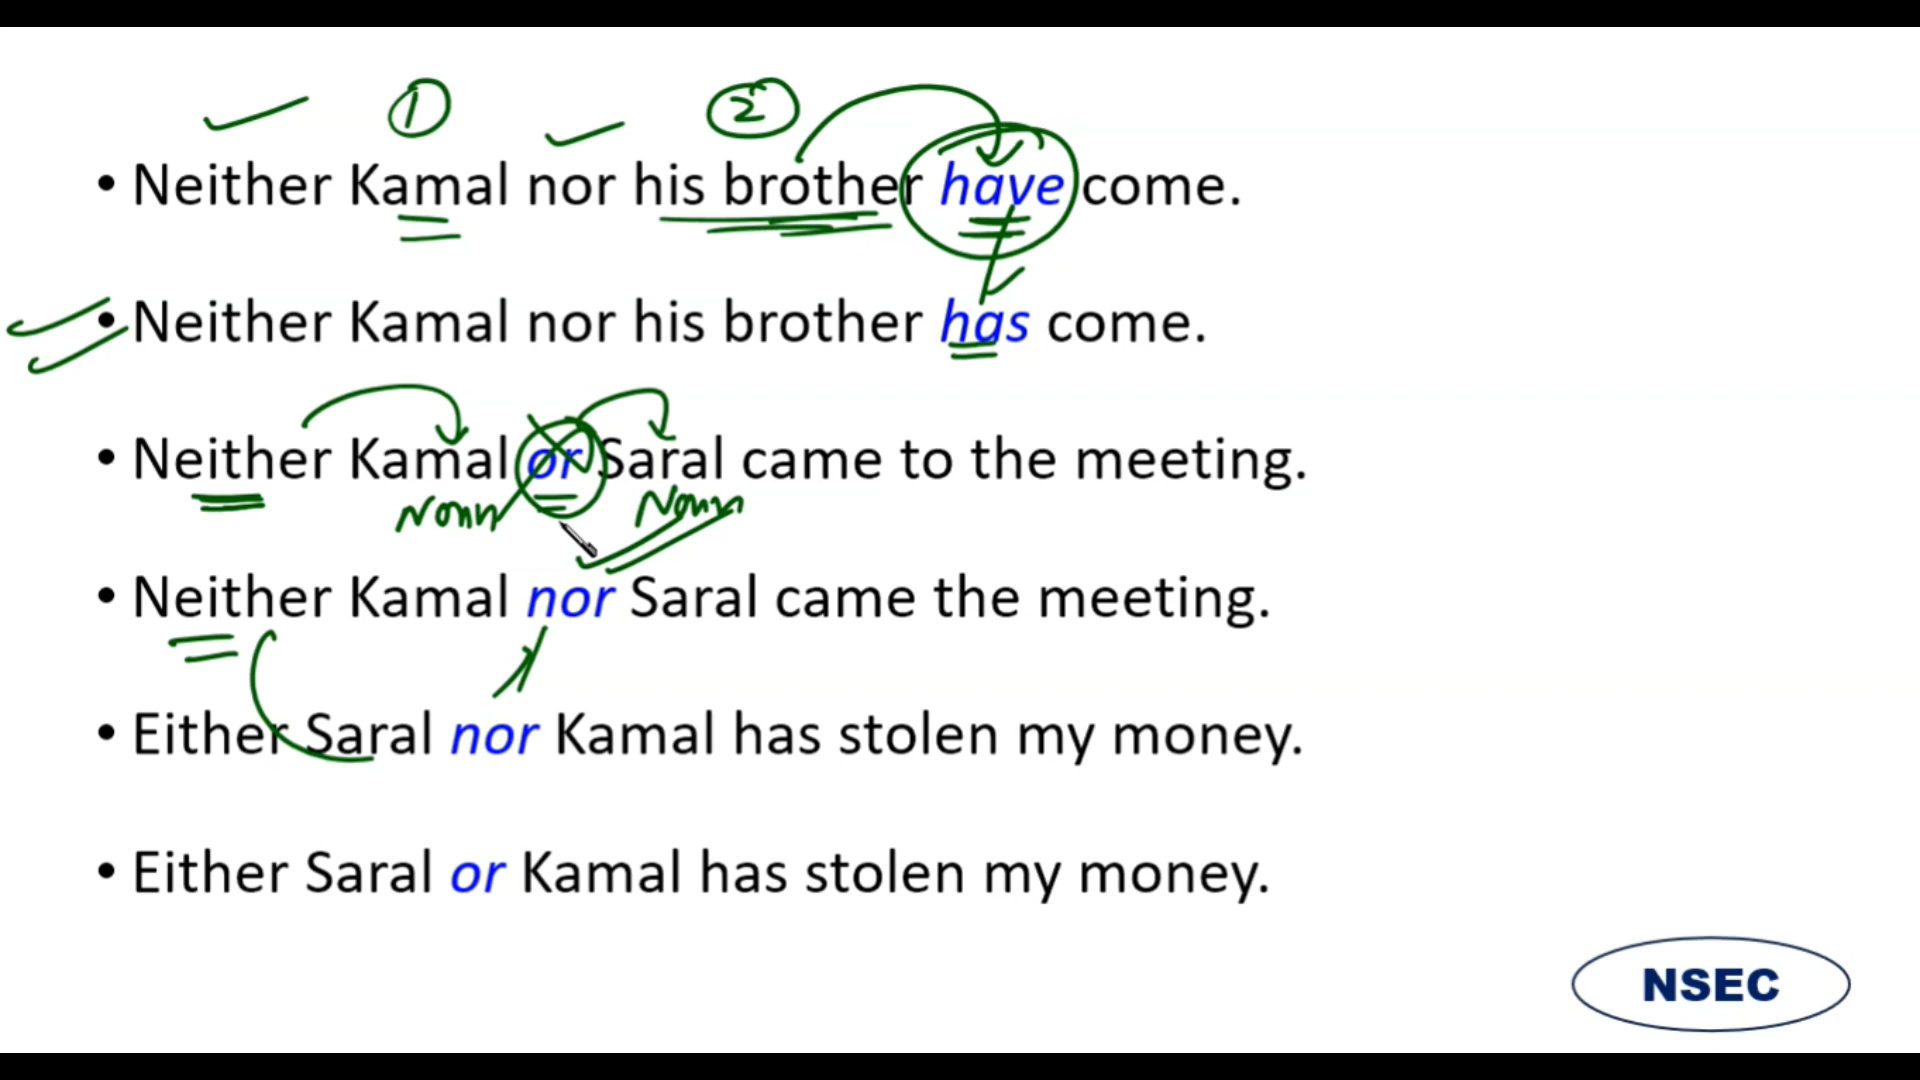 ① ②
• Neither Kamal nor his brother have come.
• Neither Kamal nor his brother has come.
• Neither Kamal or Saral came to the meeting.
Noun Noun
• Neither Kamal nor Saral came the meeting.
• Either Saral nor Kamal has stolen my money.
• Either Saral or Kamal has stolen my money.
NSEC